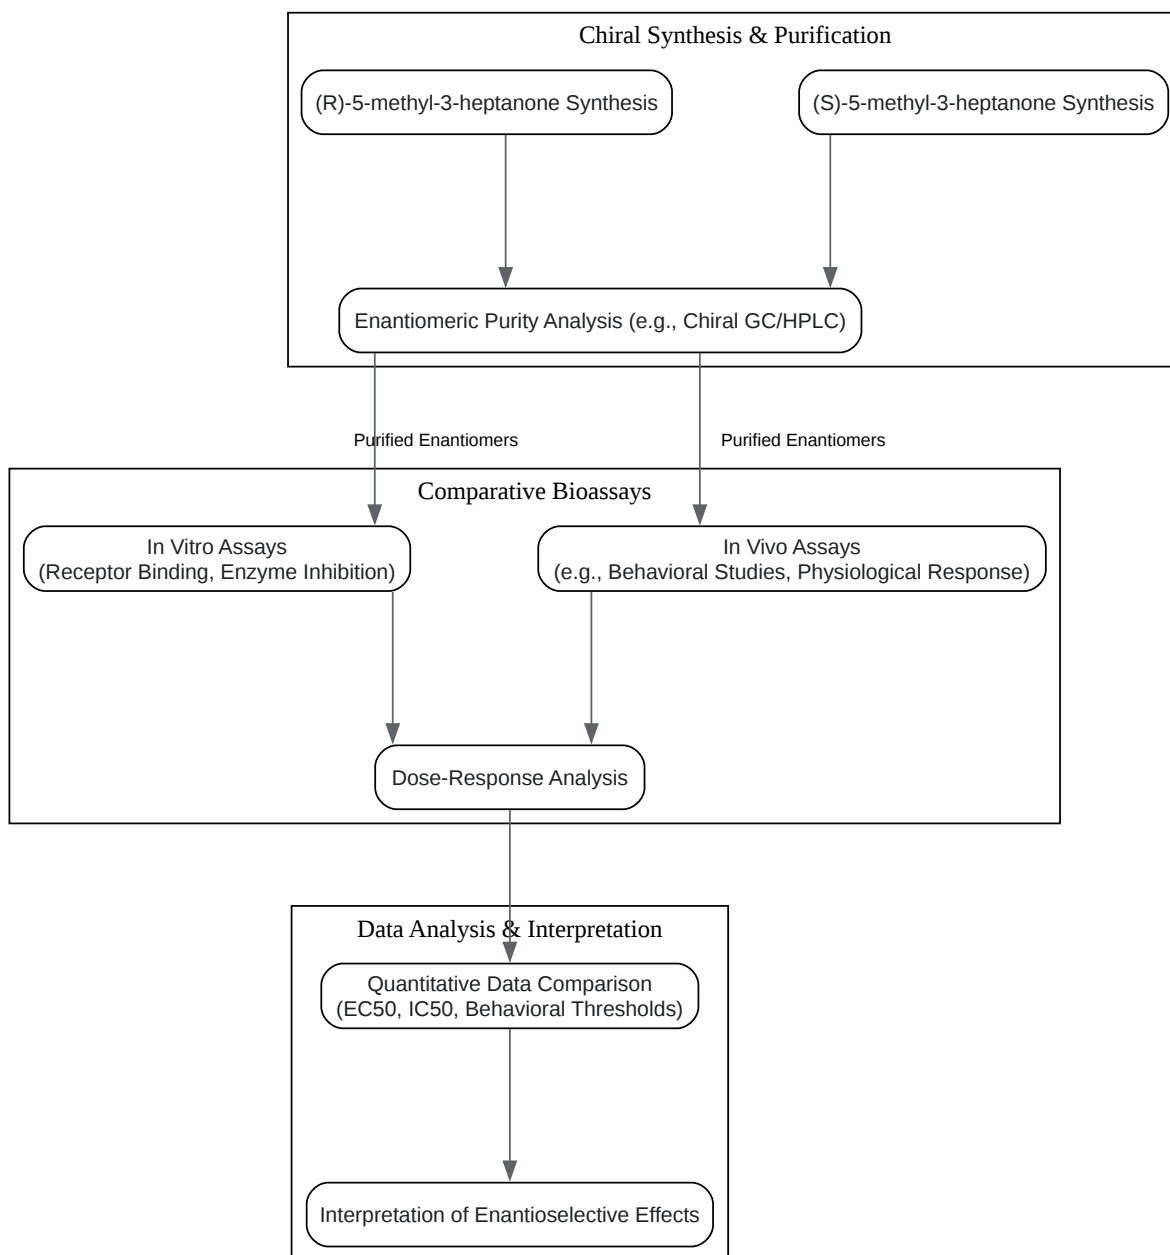 Chiral Synthesis & Purification
(R)-5-methyl-3-heptanone Synthesis
(S)-5-methyl-3-heptanone Synthesis
Enantiomeric Purity Analysis (e.g., Chiral GC/HPLC)
Purified Enantiomers
Purified Enantiomers
Comparative Bioassays
In Vitro Assays
(Receptor Binding, Enzyme Inhibition)
In Vivo Assays
(e.g., Behavioral Studies, Physiological Response)
Dose-Response Analysis
Data Analysis & Interpretation
Quantitative Data Comparison
(EC50, IC50, Behavioral Thresholds)
Interpretation of Enantioselective Effects